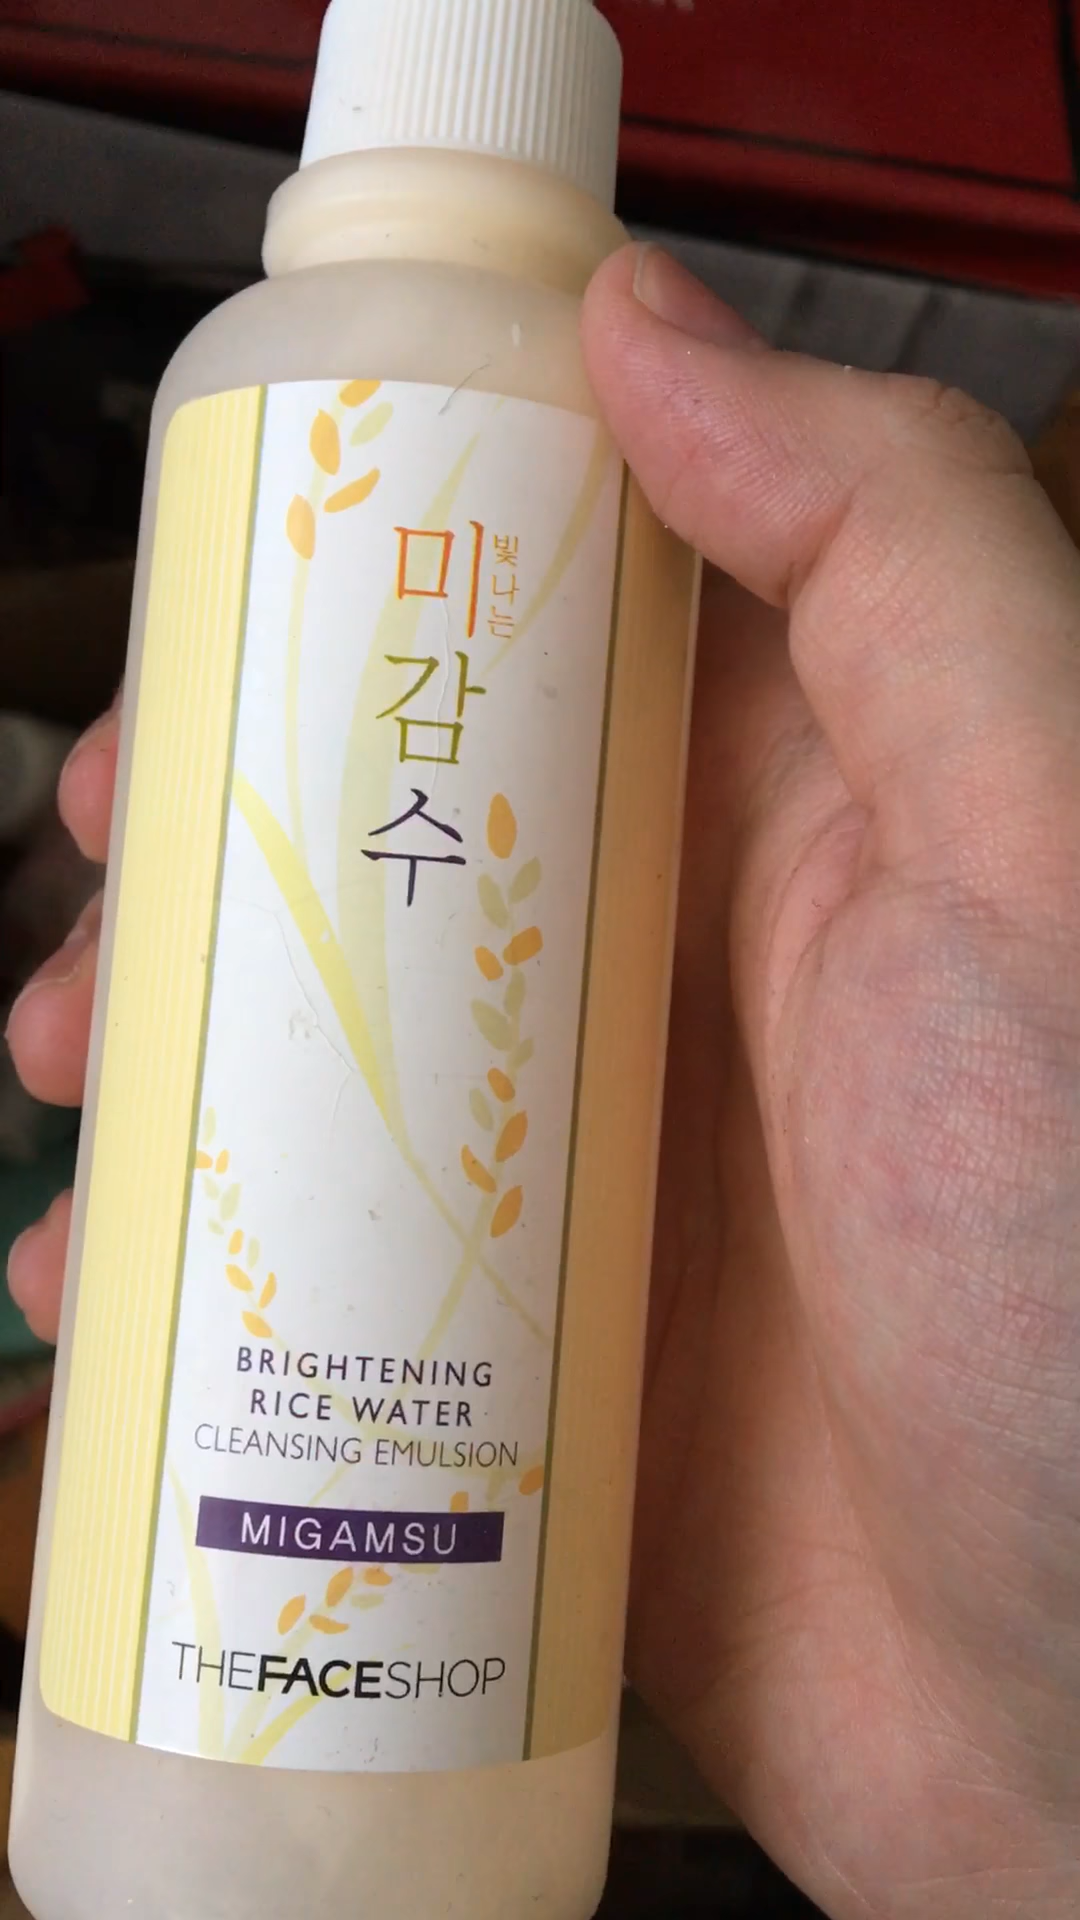 미감수
빛나는
BRIGHTENING
RICE WATER
CLEANSING EMULSION
MIGAMSU
THEFACESHOP